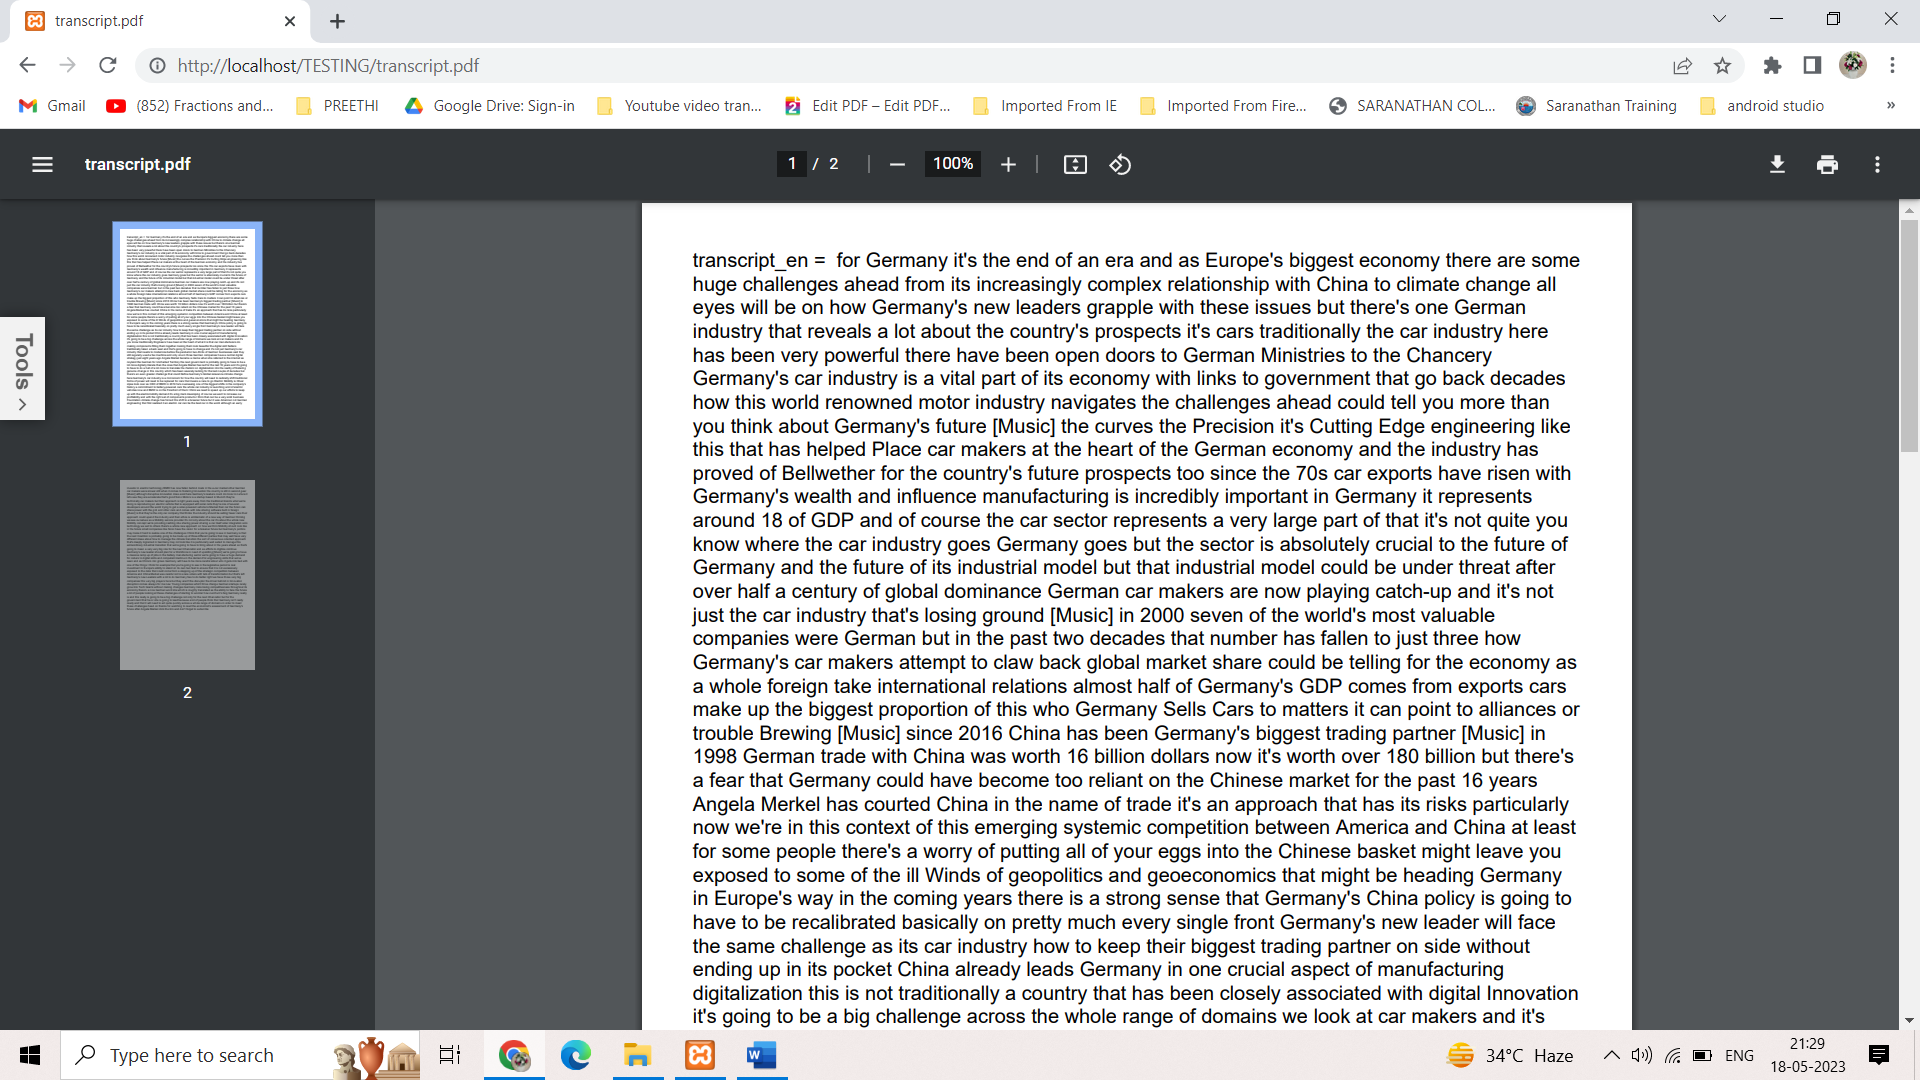 transcript.pdf
http://localhost/TESTING/transcript.pdf
Gmail
(852) Fractions and...
PREETHI
Google Drive: Sign-in
Youtube video tran...
Edit PDF – Edit PDF...
Imported From IE
Imported From Fire...
SARANATHAN COL...
Saranathan Training
android studio
»
transcript.pdf
1 / 2
100%
Tools
1
2
transcript_en = for Germany it's the end of an era and as Europe's biggest economy there are some
huge challenges ahead from its increasingly complex relationship with China to climate change all
eyes will be on how Germany's new leaders grapple with these issues but there's one German
industry that reveals a lot about the country's prospects it's cars traditionally the car industry here
has been very powerful there have been open doors to German Ministries to the Chancery
Germany's car industry is a vital part of its economy with links to government that go back decades
how this world renowned motor industry navigates the challenges ahead could tell you more than
you think about Germany's future [Music] the curves the Precision it's Cutting Edge engineering like
this that has helped Place car makers at the heart of the German economy and the industry has
proved of Bellwether for the country's future prospects too since the 70s car exports have risen with
Germany's wealth and influence manufacturing is incredibly important in Germany it represents
around 18 of GDP and of course the car sector represents a very large part of that it's not quite you
know where the car industry goes Germany goes but the sector is absolutely crucial to the future of
Germany and the future of its industrial model but that industrial model could be under threat after
over half a century of global dominance German car makers are now playing catch-up and it's not
just the car industry that's losing ground [Music] in 2000 seven of the world's most valuable
companies were German but in the past two decades that number has fallen to just three how
Germany's car makers attempt to claw back global market share could be telling for the economy as
a whole foreign take international relations almost half of Germany's GDP comes from exports cars
make up the biggest proportion of this who Germany Sells Cars to matters it can point to alliances or
trouble Brewing [Music] since 2016 China has been Germany's biggest trading partner [Music] in
1998 German trade with China was worth 16 billion dollars now it's worth over 180 billion but there's
a fear that Germany could have become too reliant on the Chinese market for the past 16 years
Angela Merkel has courted China in the name of trade it's an approach that has its risks particularly
now we're in this context of this emerging systemic competition between America and China at least
for some people there's a worry of putting all of your eggs into the Chinese basket might leave you
exposed to some of the ill Winds of geopolitics and geoeconomics that might be heading Germany
in Europe's way in the coming years there is a strong sense that Germany's China policy is going to
have to be recalibrated basically on pretty much every single front Germany's new leader will face
the same challenge as its car industry how to keep their biggest trading partner on side without
ending up in its pocket China already leads Germany in one crucial aspect of manufacturing
digitalization this is not traditionally a country that has been closely associated with digital Innovation
it's going to be a big challenge across the whole range of domains we look at car makers and it's
Type here to search
34°C Haze
ENG
21:29
18-05-2023